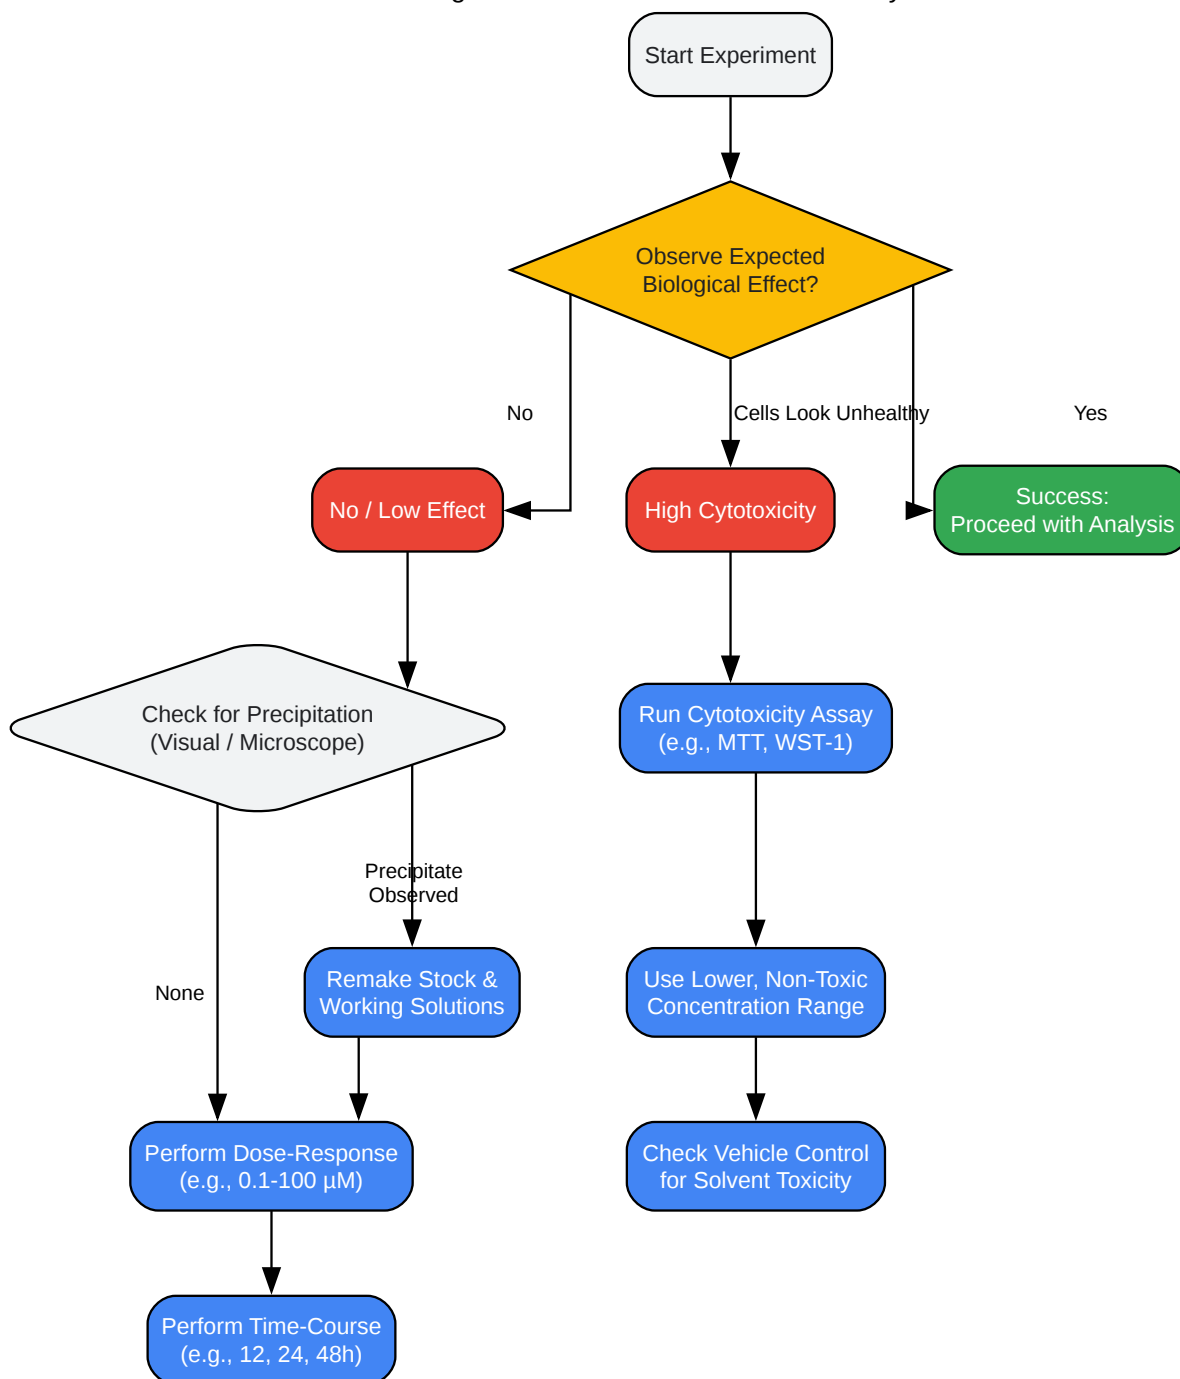 Start Experiment
Observe Expected
Biological Effect?
No
Cells Look Unhealthy
Yes
No / Low Effect
High Cytotoxicity
Success:
Proceed with Analysis
Check for Precipitation
(Visual / Microscope)
Run Cytotoxicity Assay
(e.g., MTT, WST-1)
Precipitate
Observed
None
Remake Stock &
Working Solutions
Use Lower, Non-Toxic
Concentration Range
Perform Dose-Response
(e.g., 0.1-100 µM)
Check Vehicle Control
for Solvent Toxicity
Perform Time-Course
(e.g., 12, 24, 48h)